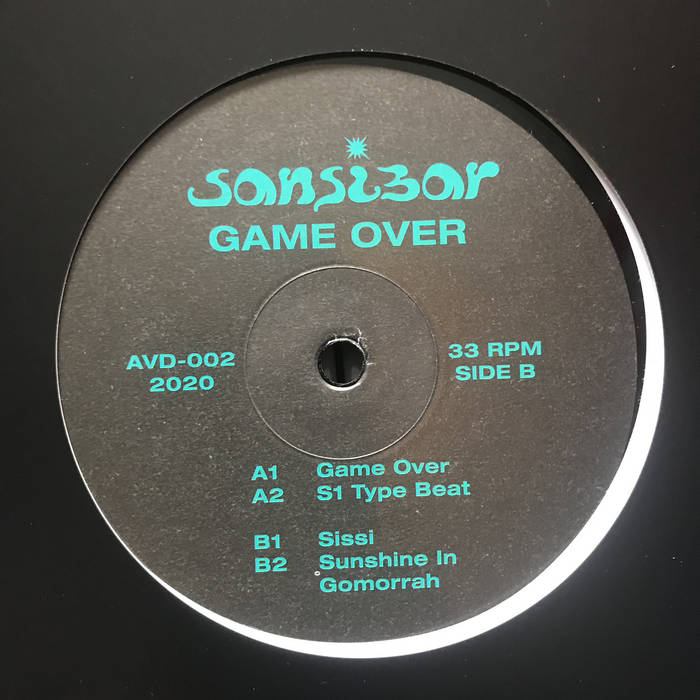 sansibar
GAME OVER
AVD-002
2020
33 RPM
SIDE B
A1 Game Over
A2 S1 Type Beat
B1 Sissi
B2 Sunshine In
Gomorrah